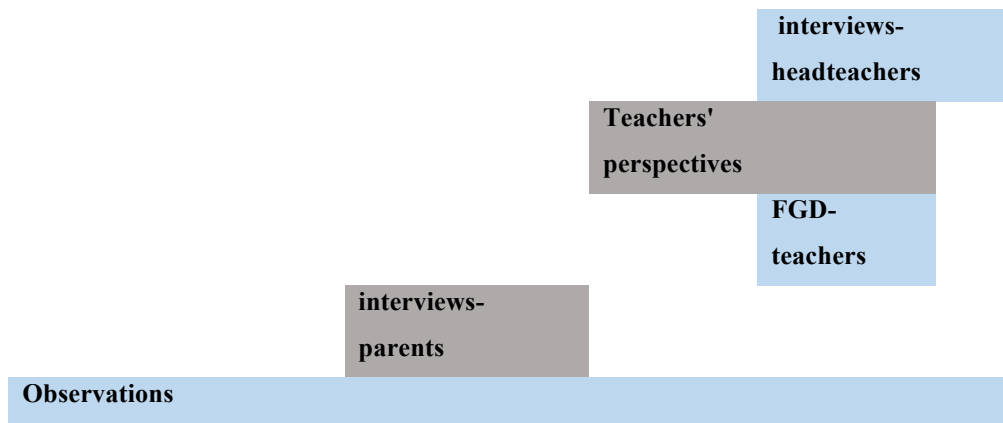 interviews-
headteachers
Teachers'
perspectives
FGD-
teachers
interviews-
parents
Observations